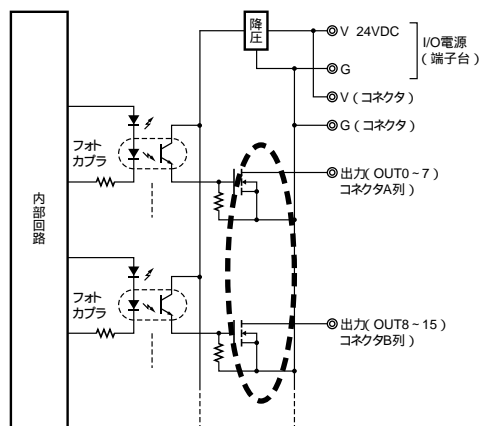 降圧
V 24VDC
I/O電源
(端子台)
G
V(コネクタ)
G(コネクタ)
フォト
カプラ
出力(OUT0~7)
コネクタA列)
内部回路
フォト
カプラ
出力(OUT8~15)
コネクタB列)